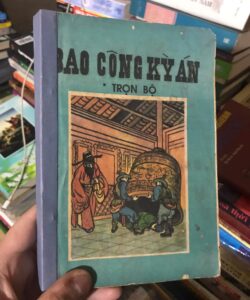 BAO CÔNG KỲ ÁN
* TRỌN BỘ